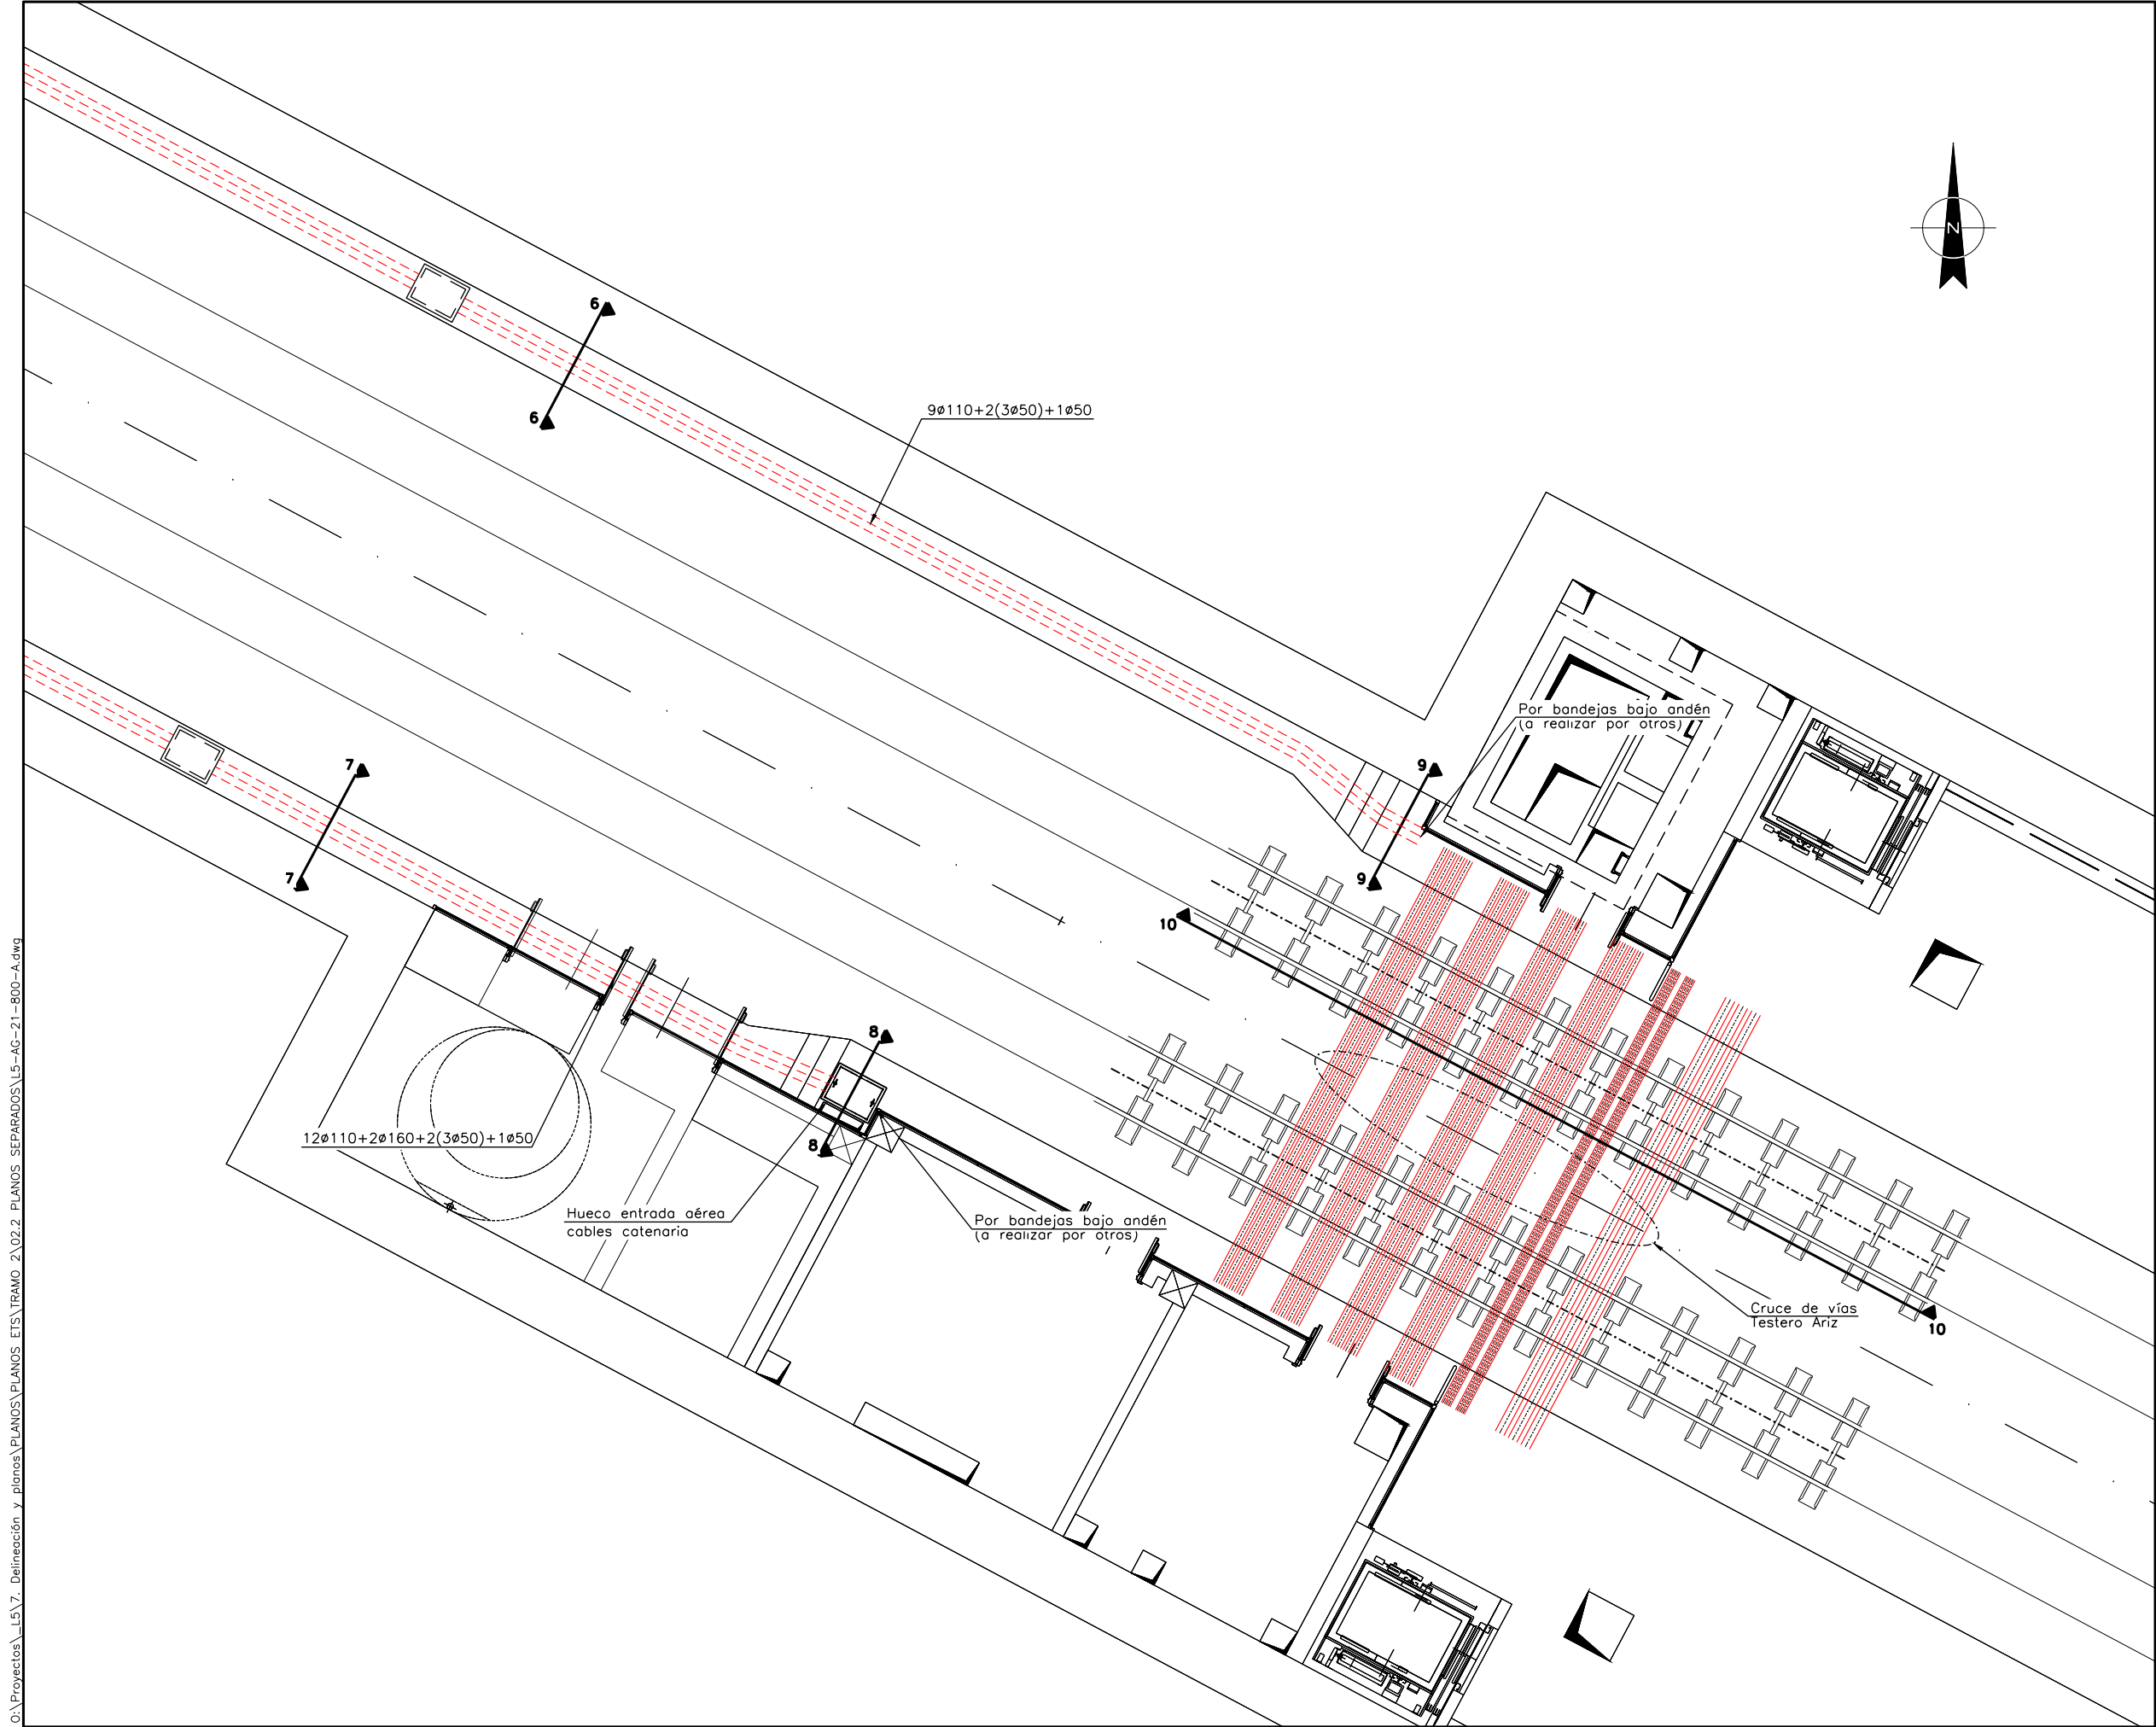 N
6
6
9ø110+2(3ø50)+1ø50
Por bandejas bajo andén
(a realizar por otros)
7
7
9
9
10
8
8
12ø110+2ø160+2(3ø50)+1ø50
Hueco entrada aérea
cables catenaria
Por bandejas bajo andén
(a realizar por otros)
Cruce de vías
Testero Ariz
10
O:\Proyectos\_L5\7. Delineación y planos\PLANOS\PLANOS ETS\TRAMO 2\02.2 PLANOS SEPARADOS\L5-AG-21-800-A.dwg